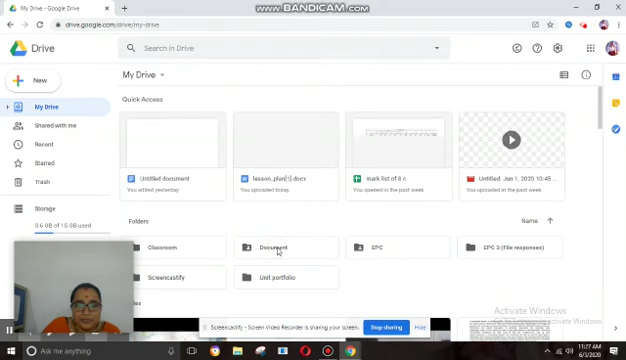 www.BANDICAM.com
My Drive - Google Drive
drive.google.com/drive/my-drive
Drive
Search in Drive
New
My Drive
Quick Access
My Drive
Shared with me
Recent
Starred
Trash
Storage
3.6 GB of 15 GB used
Untitled document
You edited yesterday
lesson_plan[1].docx
You uploaded today
mark list of 8 c
You opened in the past week
Untitled: Jun 1, 2020 10:45 ...
You uploaded in the past week
Folders
Name
Classroom
Document
EPC
EPC 3 (File responses)
Screencastify
Unit portfolio
Activate Windows
Screencastify - Screen Video Recorder is sharing your screen.
Stop sharing
Hide
Ask me anything
11:27 AM
6/3/2020